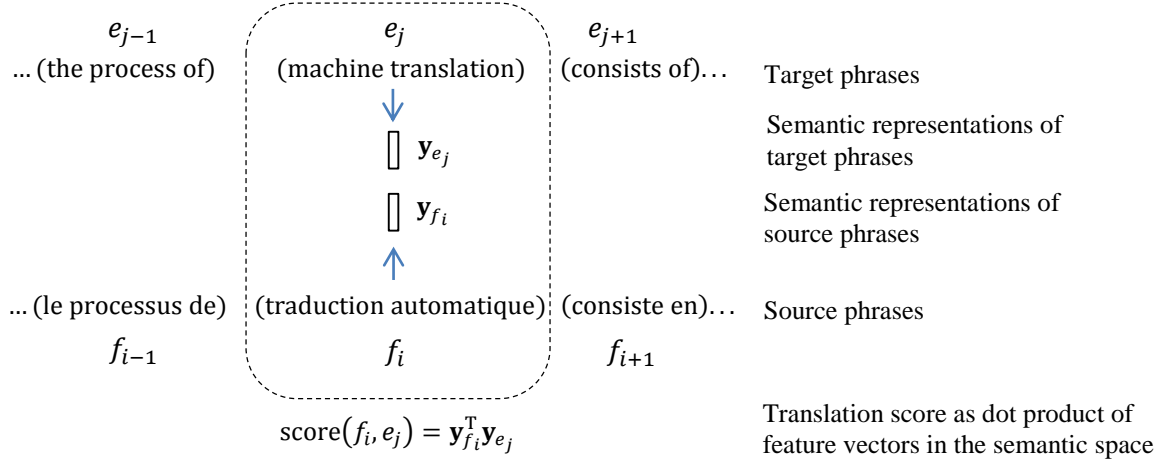 e_{j−1} e_j e_{j+1}
... (the process of) (machine translation) (consists of)... Target phrases
Semantic representations of
target phrases
y_{e_j}
y_{f_i}
Semantic representations of
source phrases
... (le processus de) (traduction automatique) (consiste en)... Source phrases
f_{i−1} f_i f_{i+1}
score(f_i, e_j) = y_{f_i}^T y_{e_j}
Translation score as dot product of
feature vectors in the semantic space